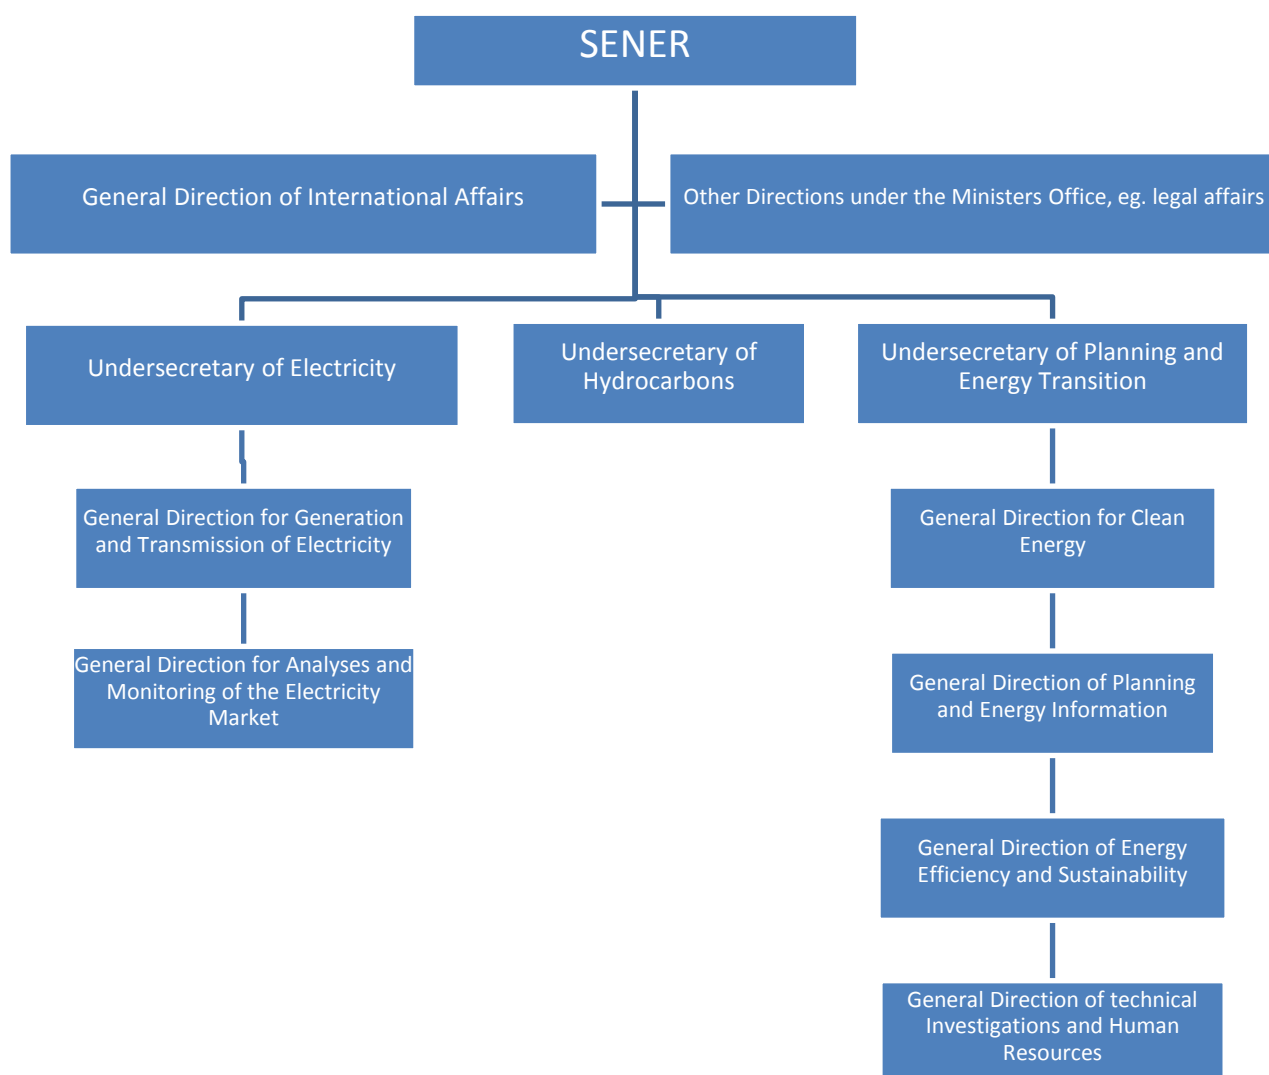 SENER
General Direction of International Affairs
Other Directions under the Ministers Office, eg. legal affairs
Undersecretary of Electricity
Undersecretary of
Hydrocarbons
Undersecretary of Planning and
Energy Transition
General Direction for Generation
and Transmission of Electricity
General Direction for Clean
Energy
General Direction for Analyses and
Monitoring of the Electricity
Market
General Direction of Planning
and Energy Information
General Direction of Energy
Efficiency and Sustainability
General Direction of technical
Investigations and Human
Resources